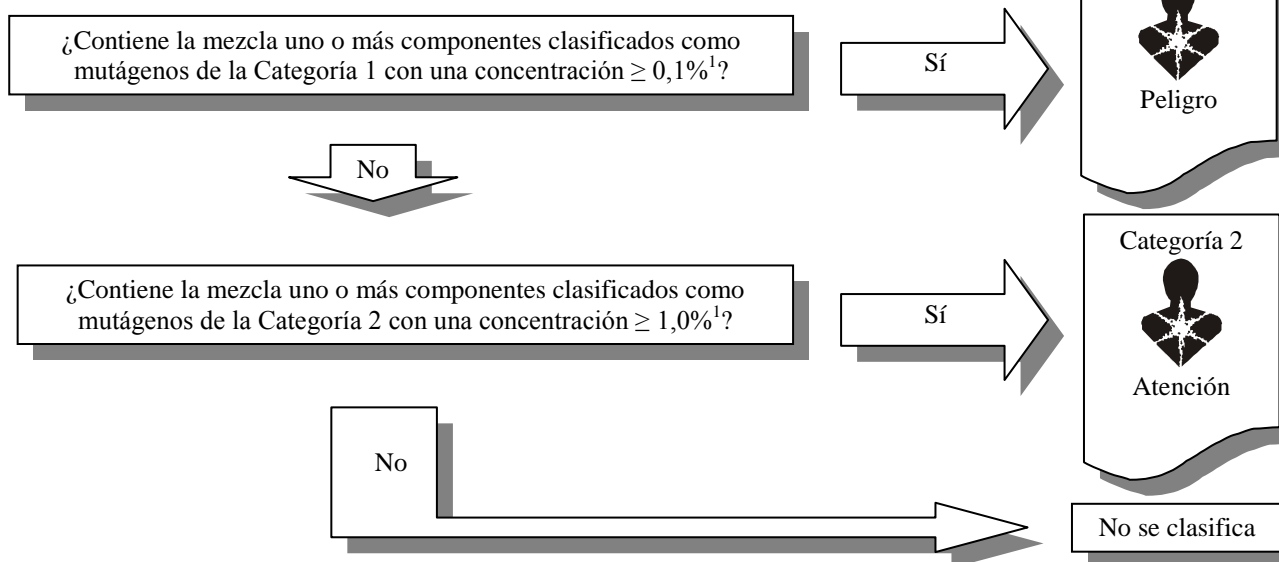 ¿Contiene la mezcla uno o más componentes clasificados como
mutágenos de la Categoría 1 con una concentración ≥ 0,1%¹?
Sí
Peligro
No
Categoría 2
¿Contiene la mezcla uno o más componentes clasificados como
mutágenos de la Categoría 2 con una concentración ≥ 1,0%¹?
Sí
Atención
No
No se clasifica